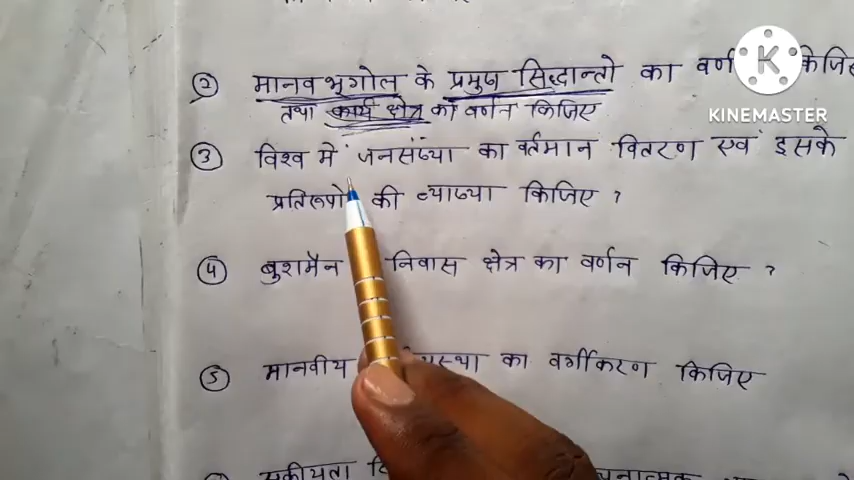 ② मानव भूगोल के प्रमुख सिद्धान्तो का वर्ण किजिए
तथा कार्य क्षेत्र का वर्णन किजिए
KINEMASTER
③ विश्व में जनसंख्या का वर्तमान वितरण एवं इसके
प्रतिरूपो की व्याख्या किजिए ?
④ बुशमैन निवास क्षेत्र का वर्णन किजिए ?
⑤ मानवीय का वर्गीकरण किजिए